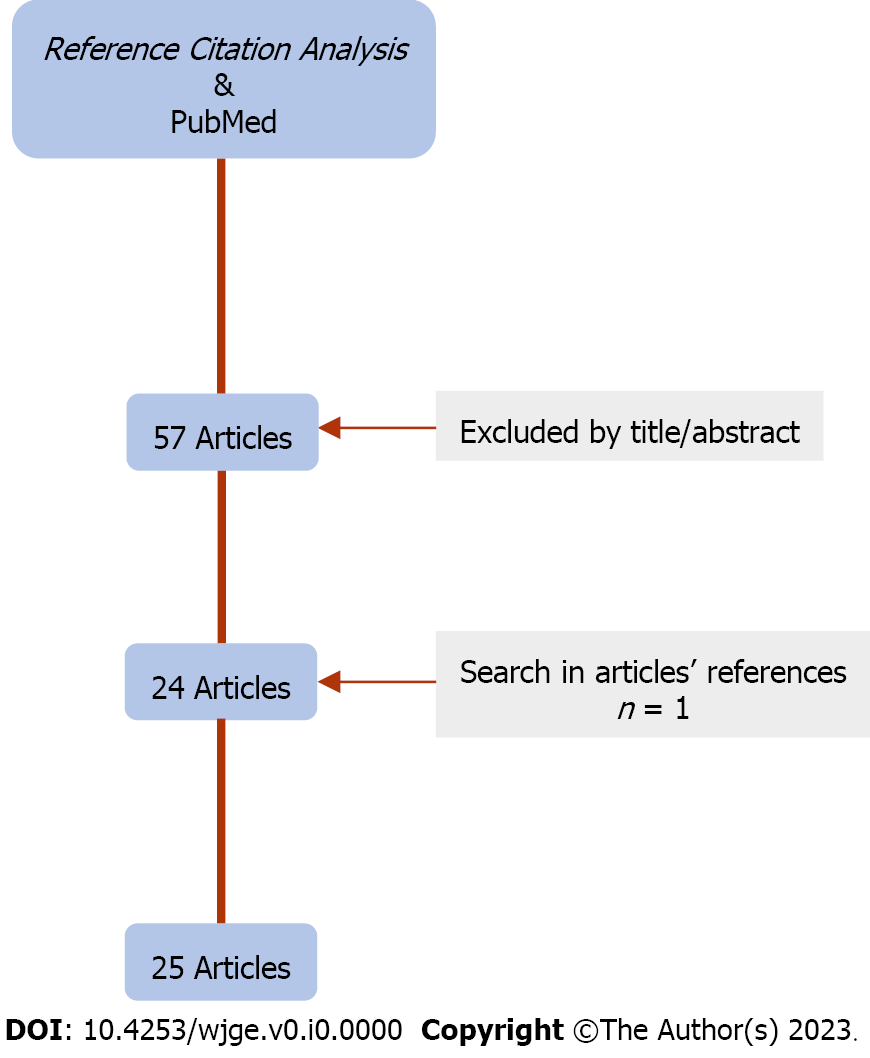 Reference Citation Analysis
&
PubMed
57 Articles
Excluded by title/abstract
24 Articles
Search in articles’ references
n = 1
25 Articles
DOI: 10.4253/wjge.v0.i0.0000 Copyright ©The Author(s) 2023.